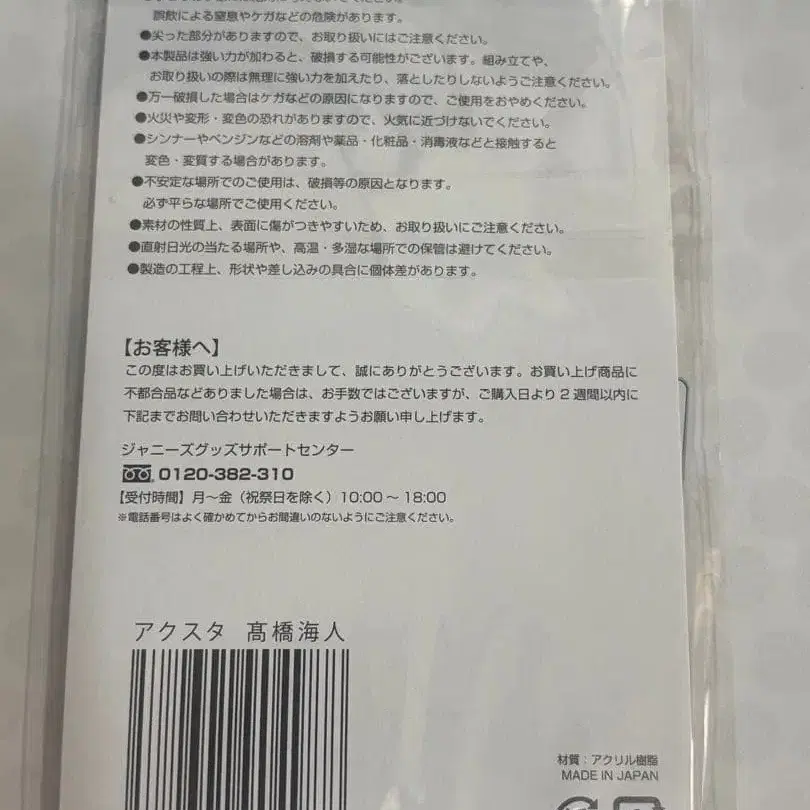 誤飲による窒息やケガなどの危険があります。
●尖った部分がありますので、お取り扱いにはご注意ください。
●本製品は強い力が加わると、破損する可能性がございます。組み立てや、
お取り扱いの際は無理に強い力を加えたり、落としたりしないようご注意ください。
●万一破損した場合はケガなどの原因になりますので、ご使用をおやめください。
●火災や変形・変色の恐れがありますので、火気に近づけないでください。
●シンナーやベンジンなどの溶剤や薬品・化粧品・消毒液などと接触すると
変色・変質する場合があります。
●不安定な場所でのご使用は、破損等の原因となります。
必ず平らな場所でご使用ください。
●素材の性質上、表面に傷がつきやすいため、お取り扱いにご注意ください。
●直射日光の当たる場所や、高温・多湿な場所での保管は避けてください。
●製造の工程上、形状や差し込みの具合に個体差があります。
【お客様へ】
この度はお買い上げいただきまして、誠にありがとうございます。お買い上げ商品に
不都合品などありました場合は、お手数ではございますが、ご購入日より2週間以内に
下記までお問い合わせいただきますようお願い申し上げます。
ジャニーズグッズサポートセンター
0120-382-310
【受付時間】月～金（祝祭日を除く）10:00～18:00
※電話番号はよく確かめてからお間違いのないようにご注意ください。
アクスタ 髙橋海人
材質：アクリル樹脂
MADE IN JAPAN